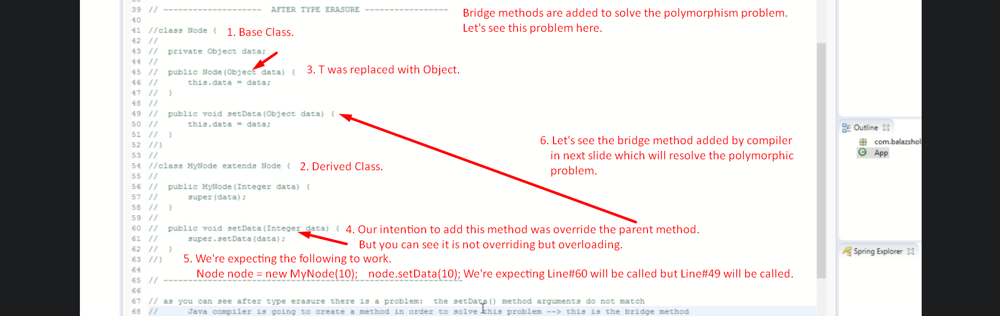 39 // -------------------- AFTER TYPE ERASURE -----------------
Bridge methods are added to solve the polymorphism problem.
Let's see this problem here.
40
41 //class Node {
1. Base Class.
42 //
43 // private Object data;
44 //
45 // public Node(Object data) {
3. T was replaced with Object.
46 // this.data = data;
47 // }
48 //
49 // public void setData(Object data) {
50 // this.data = data;
51 // }
52 //}
53 //
6. Let's see the bridge method added by compiler
in next slide which will resolve the polymorphic
problem.
54 //class MyNode extends Node {
2. Derived Class.
55 //
56 // public MyNode(Integer data) {
57 // super(data);
58 // }
59 //
60 // public void setData(Integer data) {
4. Our intention to add this method was override the parent method.
But you can see it is not overriding but overloading.
61 // super.setData(data);
62 // }
63 //}
5. We're expecting the following to work.
Node node = new MyNode(10); node.setData(10); We're expecting Line#60 will be called but Line#49 will be called.
64
65 // -------------------------------------------------------------
66
67 // as you can see after type erasure there is a problem: the setData() method arguments do not match
68 // Java compiler is going to create a method in order to solve this problem --> this is the bridge method
Outline
com.balazshol
App
Spring Explorer